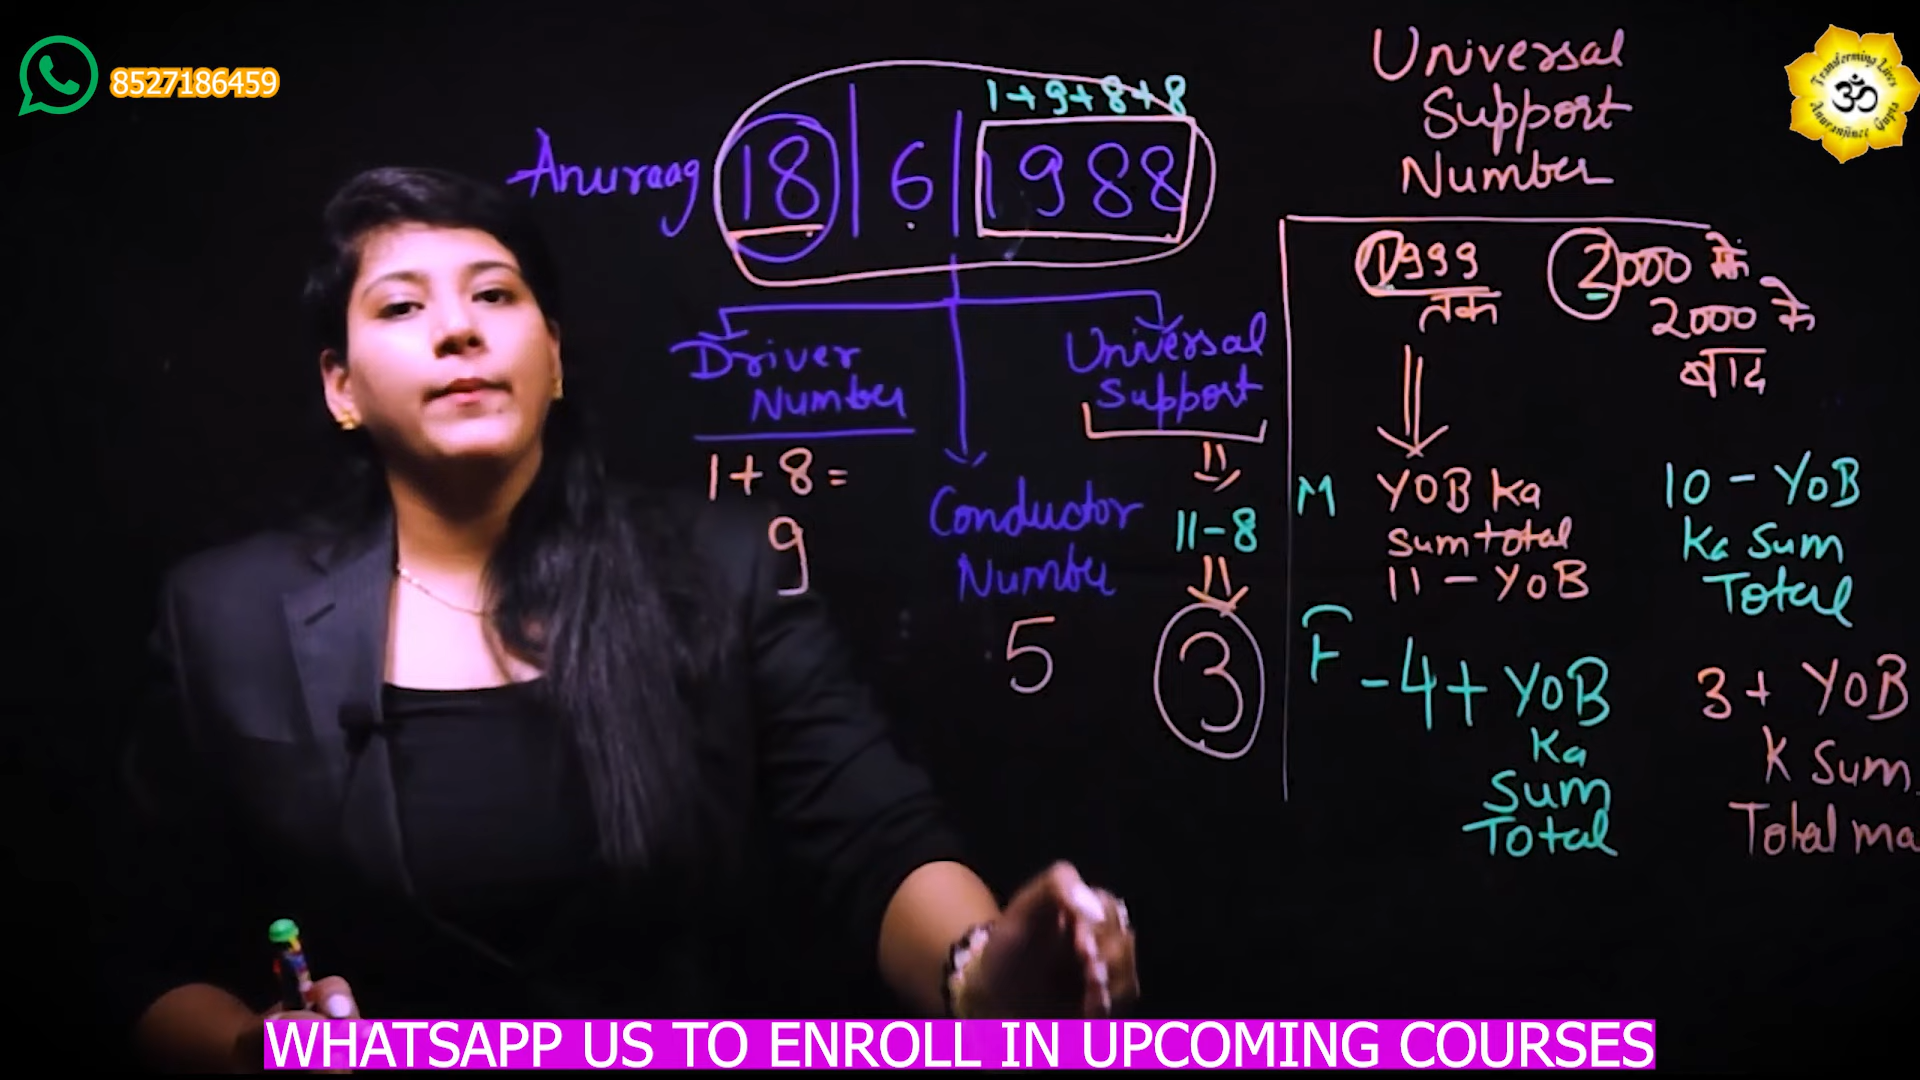 8527186459
Transforming Lives
ॐ
1+9+8+8
Anuraag 18 | 6 | 1988
Driver
Number
1+8=
9
Conductor
Number
5
Universal
Support
11-8
3
Universal
Support
Number
1999
तक
2000 के
2000 के
बाद
M
YOB Ka
sumtotal
11 - YOB
10 - YOB
Ka Sum
Total
F
-4+ YOB
Ka
Sum
Total
3+ YOB
K Sum
Total ma
WHATSAPP US TO ENROLL IN UPCOMING COURSES